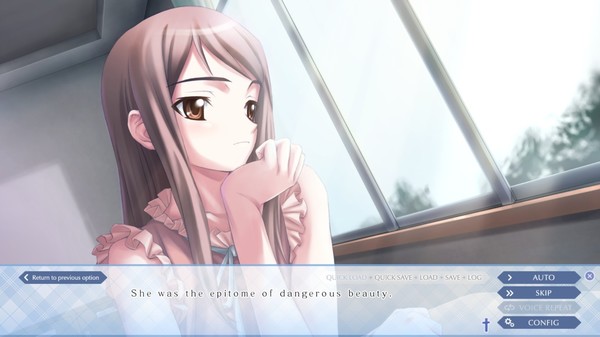 Return to previous option
QUICK LOAD QUICK SAVE LOAD SAVE LOG
She was the epitome of dangerous beauty.
AUTO
SKIP
VOICE REPEAT
CONFIG